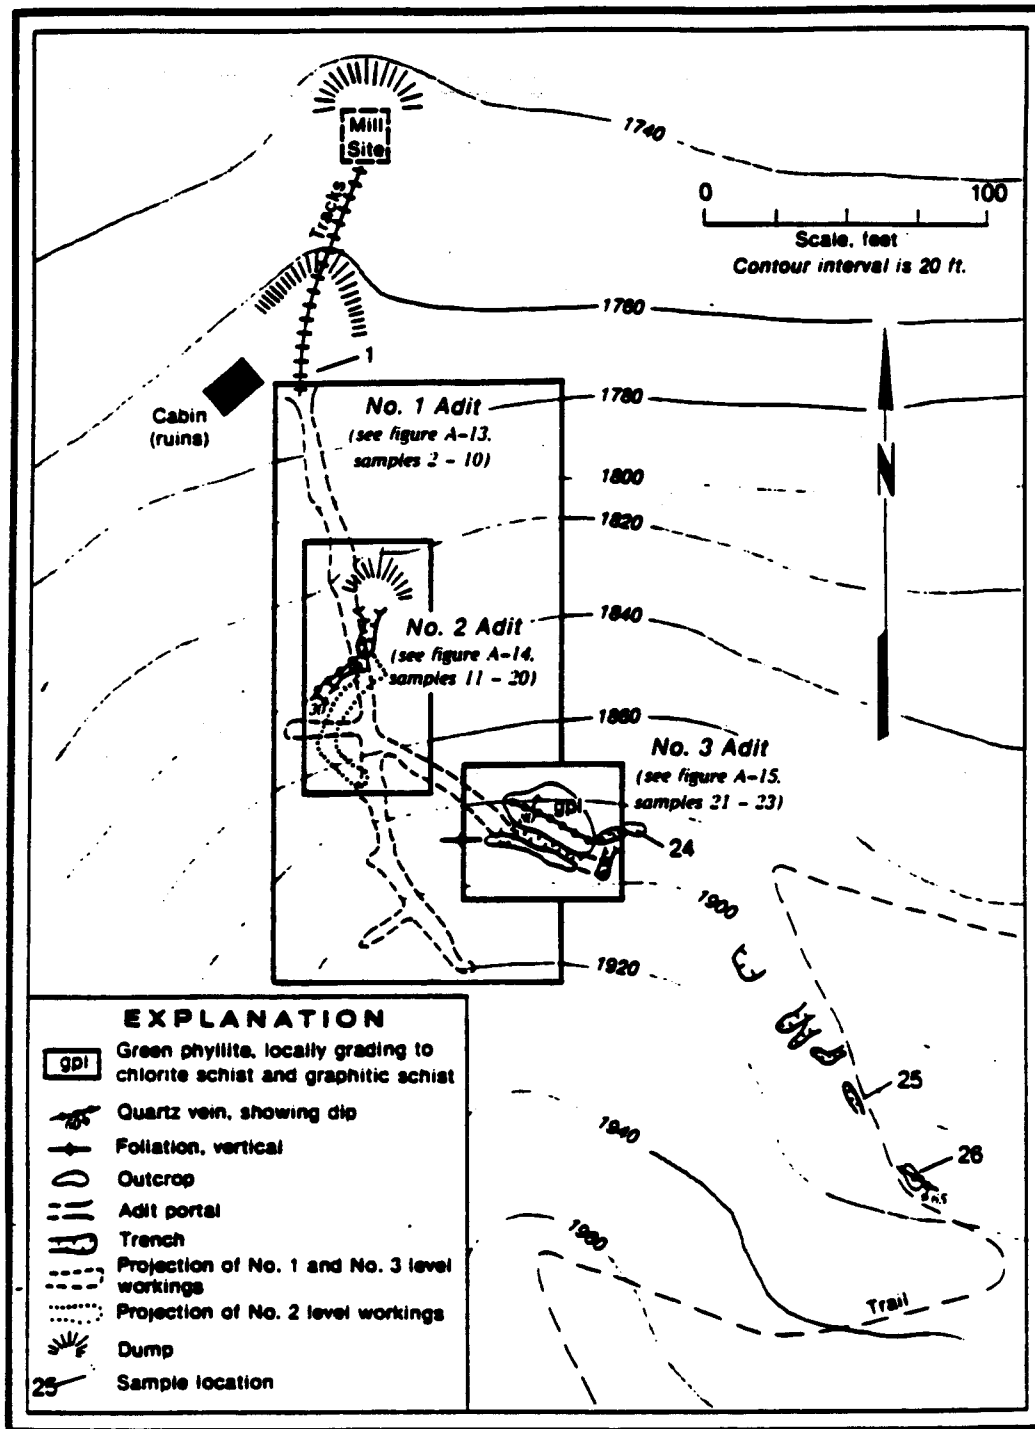 1740
Mill
Site
Tracks
0 100
Scale, feet
Contour interval is 20 ft.
1760
1
1780
Cabin
(ruins)
No. 1 Adit
(see figure A-13,
samples 2 - 10)
1800
1820
N
1840
No. 2 Adit
(see figure A-14,
samples 11 - 20)
1860
No. 3 Adit
(see figure A-15,
samples 21 - 23)
gpl
24
1900
1920
25
26
1940
Trail
EXPLANATION
gpl
Green phyllite, locally grading to
chlorite schist and graphitic schist
Quartz vein, showing dip
Foliation, vertical
Outcrop
Adit portal
Trench
Projection of No. 1 and No. 3 level
workings
Projection of No. 2 level workings
Dump
25
Sample location